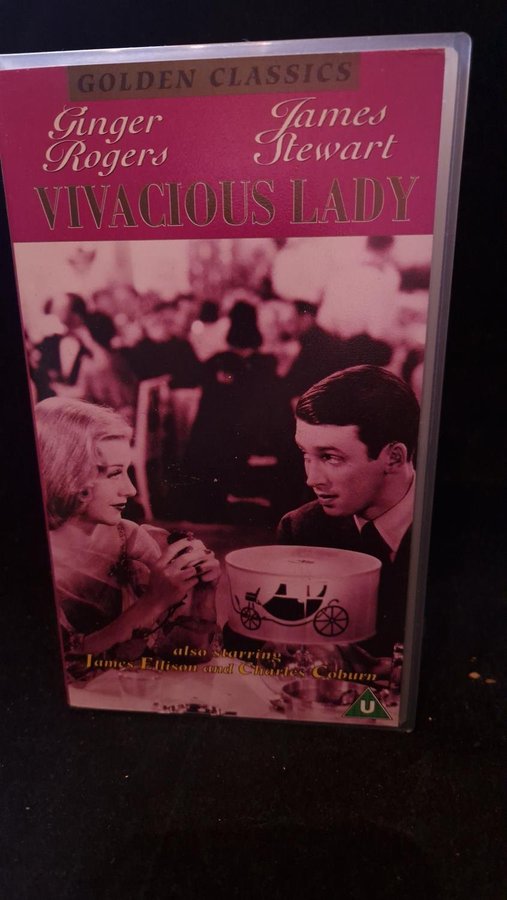 GOLDEN CLASSICS
Ginger James
Rogers Stewart
VIVACIOUS LADY
also starring
James Ellison and Charles Coburn
U